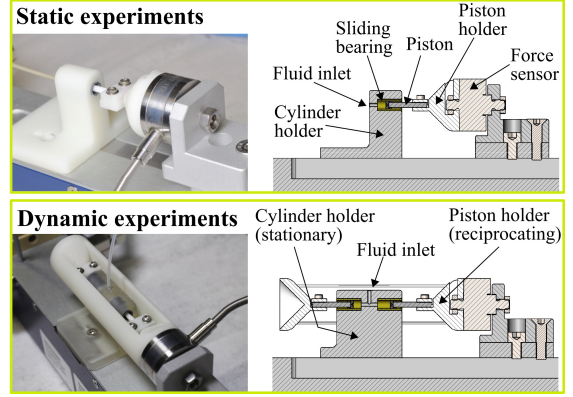 Static experiments
Sliding
bearing
Piston
Piston
holder
Force
sensor
Fluid inlet
Cylinder
holder
Dynamic experiments
Cylinder holder
(stationary)
Fluid inlet
Piston holder
(reciprocating)